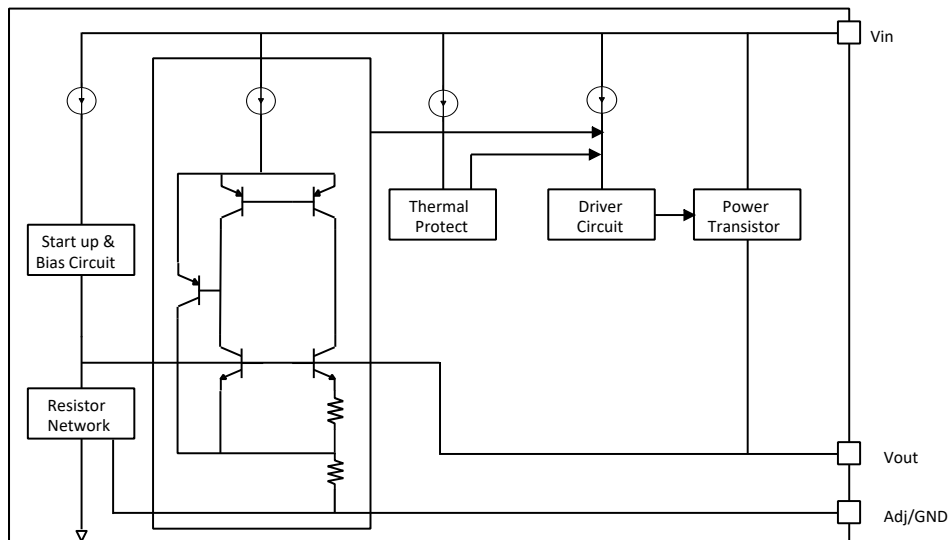 Vin
Thermal
Protect
Driver
Circuit
Power
Transistor
Start up &
Bias Circuit
Resistor
Network
Vout
Adj/GND